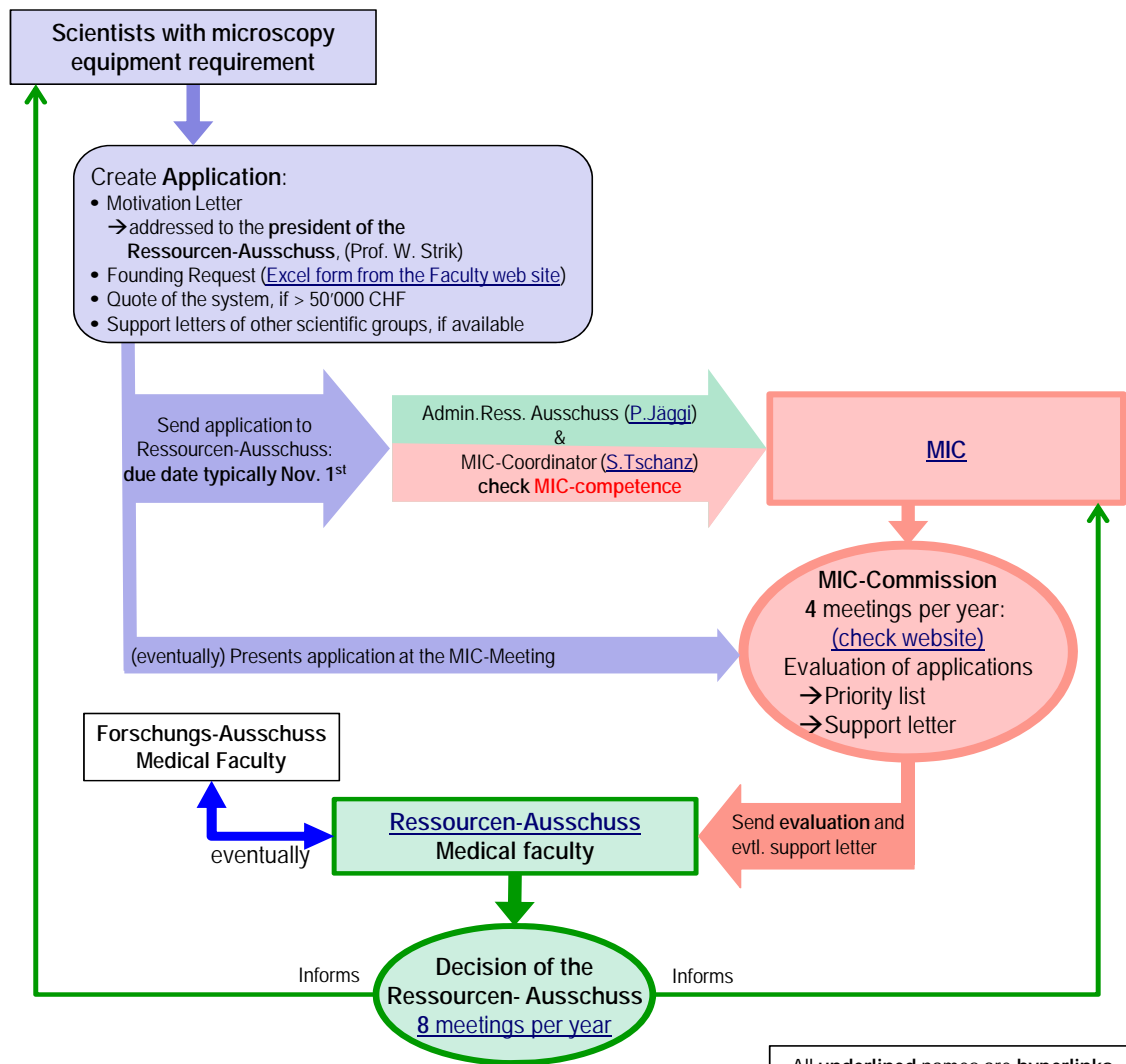 Scientists with microscopy
equipment requirement
Create Application:
• Motivation Letter
→addressed to the president of the
Ressourcen-Ausschuss, (Prof. W. Strik)
• Founding Request (Excel form from the Faculty web site)
• Quote of the system, if > 50'000 CHF
• Support letters of other scientific groups, if available
Send application to
Ressourcen-Ausschuss:
due date typically Nov. 1st
Admin.Ress. Ausschuss (P.Jäggi)
&
MIC-Coordinator (S.Tschanz)
check MIC-competence
MIC
MIC-Commission
4 meetings per year:
(check website)
Evaluation of applications
→Priority list
→Support letter
(eventually) Presents application at the MIC-Meeting
Forschungs-Ausschuss
Medical Faculty
eventually
Ressourcen-Ausschuss
Medical faculty
Send evaluation and
evtl. support letter
Informs
Decision of the
Ressourcen- Ausschuss
8 meetings per year
Informs
All underlined names are hyperlinks